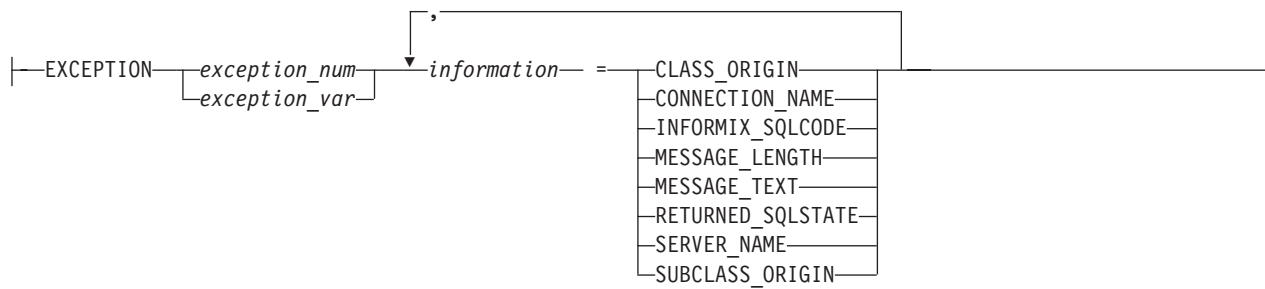 ,
EXCEPTION exception_num information = CLASS_ORIGIN
exception_var CONNECTION_NAME
INFORMIX_SQLCODE
MESSAGE_LENGTH
MESSAGE_TEXT
RETURNED_SQLSTATE
SERVER_NAME
SUBCLASS_ORIGIN